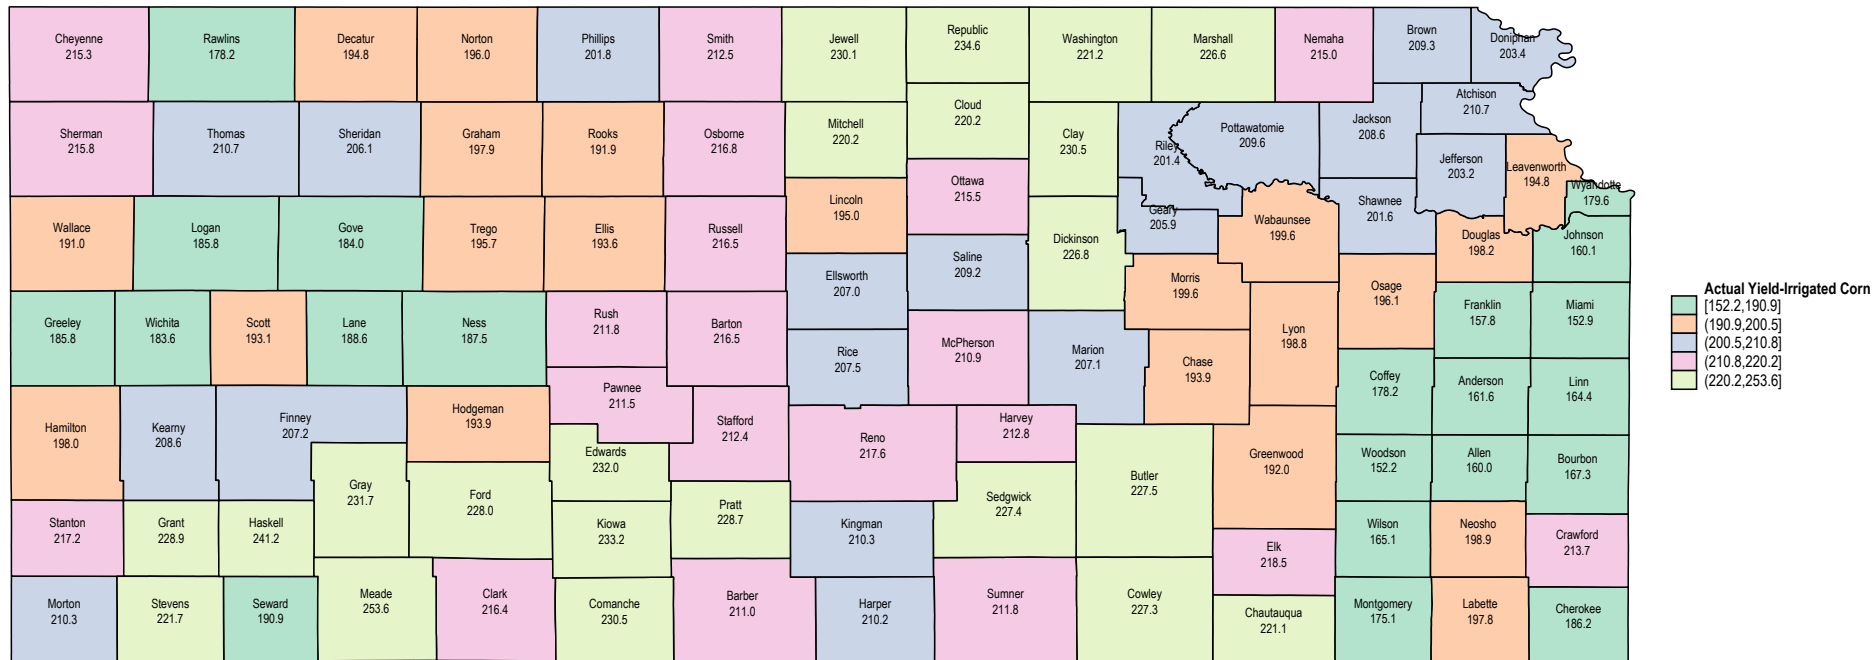 Cheyenne
215.3
Rawlins
178.2
Decatur
194.8
Norton
196.0
Phillips
201.8
Smith
212.5
Jewell
230.1
Republic
234.6
Washington
221.2
Marshall
226.6
Nemaha
215.0
Brown
209.3
Doniphan
203.4
Sherman
215.8
Thomas
210.7
Sheridan
206.1
Graham
197.9
Rooks
191.9
Osborne
216.8
Mitchell
220.2
Cloud
220.2
Clay
230.5
Riley
201.4
Pottawatomie
209.6
Jackson
208.6
Atchison
210.7
Jefferson
203.2
Leavenworth
194.8
Wyandotte
179.6
Wallace
191.0
Logan
185.8
Gove
184.0
Trego
195.7
Ellis
193.6
Russell
216.5
Lincoln
195.0
Ottawa
215.5
Dickinson
226.8
Geary
205.9
Wabaunsee
199.6
Shawnee
201.6
Douglas
198.2
Johnson
160.1
Ellsworth
207.0
Saline
209.2
Morris
199.6
Osage
196.1
Franklin
157.8
Miami
152.9
Greeley
185.8
Wichita
183.6
Scott
193.1
Lane
188.6
Ness
187.5
Rush
211.8
Barton
216.5
Rice
207.5
McPherson
210.9
Marion
207.1
Chase
193.9
Lyon
198.8
Coffey
178.2
Anderson
161.6
Linn
164.4
Hamilton
198.0
Kearny
208.6
Finney
207.2
Hodgeman
193.9
Pawnee
211.5
Stafford
212.4
Reno
217.6
Harvey
212.8
Gray
231.7
Ford
228.0
Edwards
232.0
Pratt
228.7
Sedgwick
227.4
Butler
227.5
Greenwood
192.0
Woodson
152.2
Allen
160.0
Bourbon
167.3
Stanton
217.2
Grant
228.9
Haskell
241.2
Kiowa
233.2
Kingman
210.3
Elk
218.5
Wilson
165.1
Neosho
198.9
Crawford
213.7
Morton
210.3
Stevens
221.7
Seward
190.9
Meade
253.6
Clark
216.4
Comanche
230.5
Barber
211.0
Harper
210.2
Sumner
211.8
Cowley
227.3
Chautauqua
221.1
Montgomery
175.1
Labette
197.8
Cherokee
186.2
Actual Yield-Irrigated Corn
[152.2,190.9]
(190.9,200.5]
(200.5,210.8]
(210.8,220.2]
(220.2,253.6]